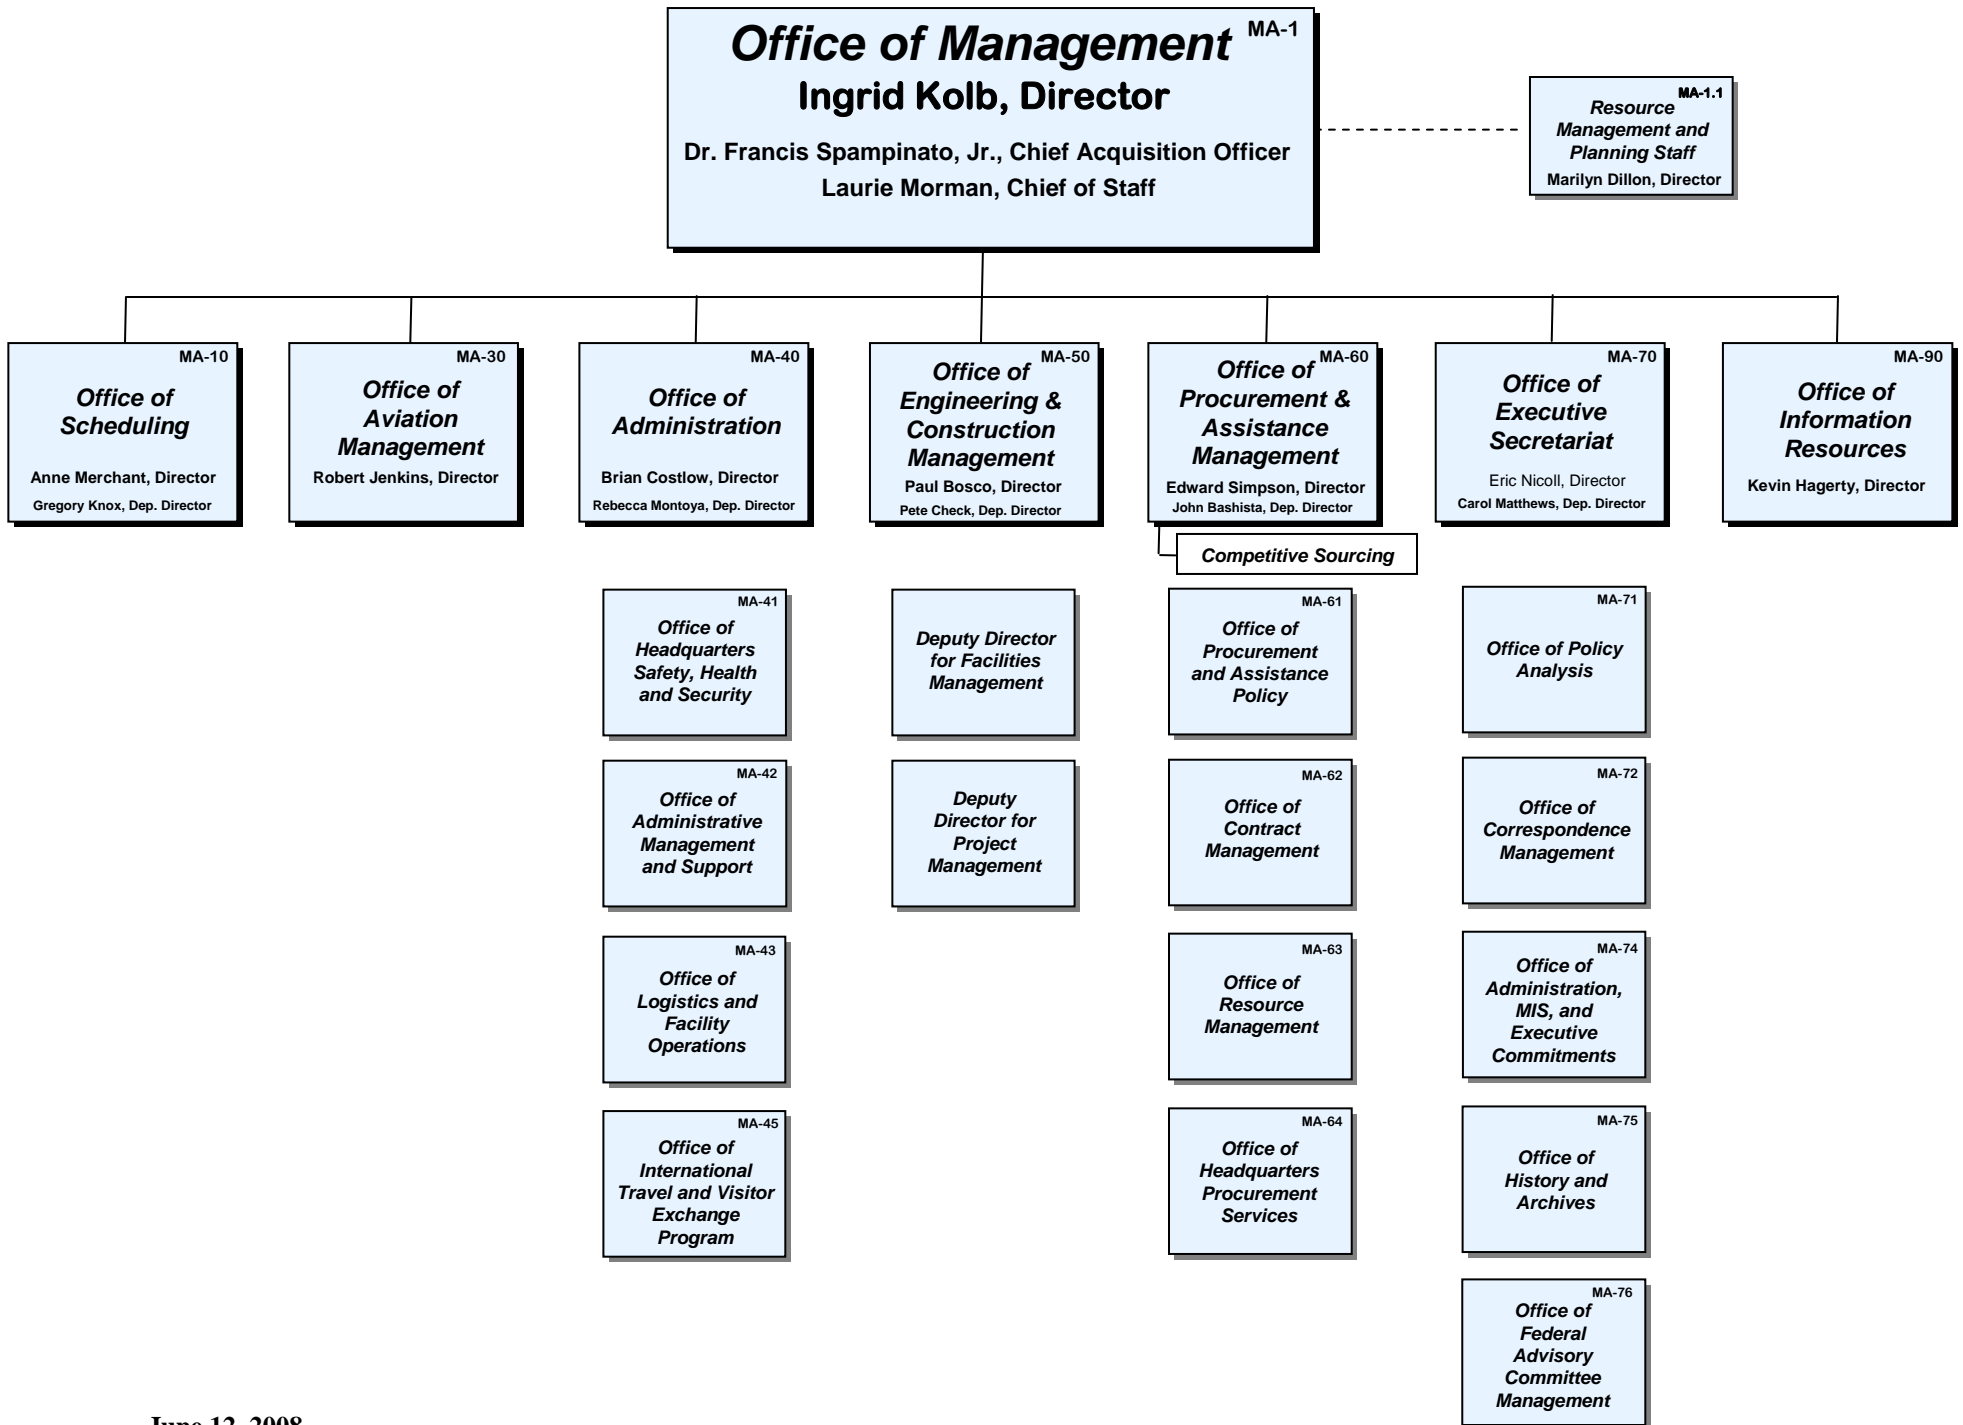 Office of Management MA-1
Ingrid Kolb, Director
Dr. Francis Spampinato, Jr., Chief Acquisition Officer
Laurie Morman, Chief of Staff
MA-1.1
Resource
Management and
Planning Staff
Marilyn Dillon, Director
MA-10
Office of
Scheduling
Anne Merchant, Director
Gregory Knox, Dep. Director
MA-30
Office of
Aviation
Management
Robert Jenkins, Director
MA-40
Office of
Administration
Brian Costlow, Director
Rebecca Montoya, Dep. Director
MA-50
Office of
Engineering &
Construction
Management
Paul Bosco, Director
Pete Check, Dep. Director
MA-60
Office of
Procurement &
Assistance
Management
Edward Simpson, Director
John Bashista, Dep. Director
MA-70
Office of
Executive
Secretariat
Eric Nicoll, Director
Carol Matthews, Dep. Director
MA-90
Office of
Information
Resources
Kevin Hagerty, Director
Competitive Sourcing
MA-41
Office of
Headquarters
Safety, Health
and Security
Deputy Director
for Facilities
Management
MA-61
Office of
Procurement
and Assistance
Policy
MA-71
Office of Policy
Analysis
MA-42
Office of
Administrative
Management
and Support
Deputy
Director for
Project
Management
MA-62
Office of
Contract
Management
MA-72
Office of
Correspondence
Management
MA-43
Office of
Logistics and
Facility
Operations
MA-63
Office of
Resource
Management
MA-74
Office of
Administration,
MIS, and
Executive
Commitments
MA-45
Office of
International
Travel and Visitor
Exchange
Program
MA-64
Office of
Headquarters
Procurement
Services
MA-75
Office of
History and
Archives
MA-76
Office of
Federal
Advisory
Committee
Management
June 12, 2008